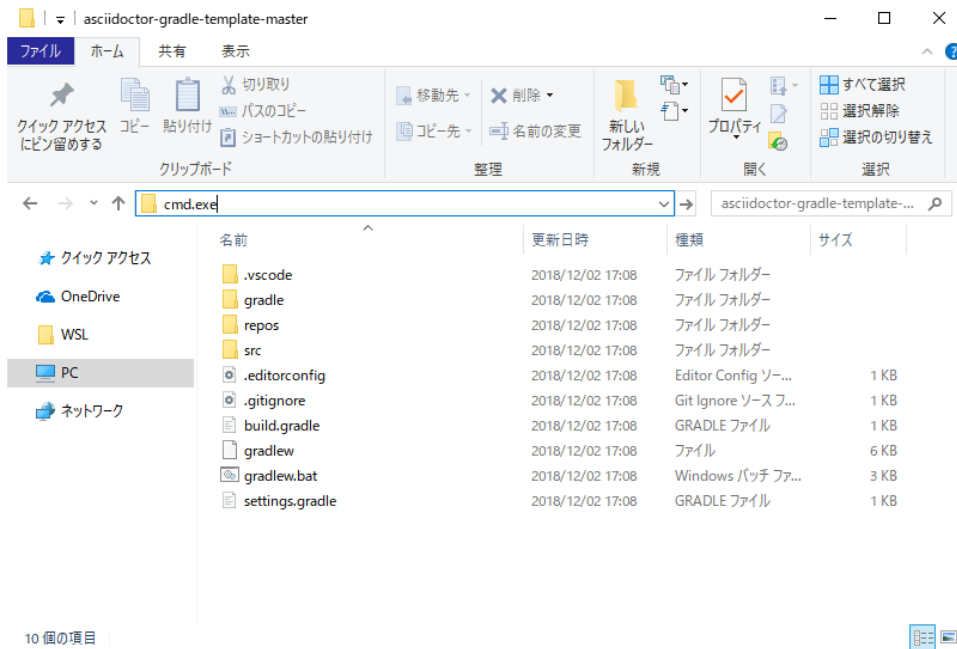 asciidoctor-gradle-template-master
ファイル ホーム 共有 表示
クイック アクセス
にピン留めする
コピー
貼り付け
切り取り
パスのコピー
ショートカットの貼り付け
クリップボード
移動先
コピー先
削除
名前の変更
整理
新しい
フォルダー
新規
プロパティ
開く
すべて選択
選択解除
選択の切り替え
選択
cmd.exe
asciidoctor-gradle-template-...
クイック アクセス
OneDrive
WSL
PC
ネットワーク
名前 更新日時 種類 サイズ
.vscode 2018/12/02 17:08 ファイル フォルダー
gradle 2018/12/02 17:08 ファイル フォルダー
repos 2018/12/02 17:08 ファイル フォルダー
src 2018/12/02 17:08 ファイル フォルダー
.editorconfig 2018/12/02 17:08 Editor Config ソー... 1 KB
.gitignore 2018/12/02 17:08 Git Ignore ソース フ... 1 KB
build.gradle 2018/12/02 17:08 GRADLE ファイル 1 KB
gradlew 2018/12/02 17:08 ファイル 6 KB
gradlew.bat 2018/12/02 17:08 Windows バッチ ファ... 3 KB
settings.gradle 2018/12/02 17:08 GRADLE ファイル 1 KB
10 個の項目